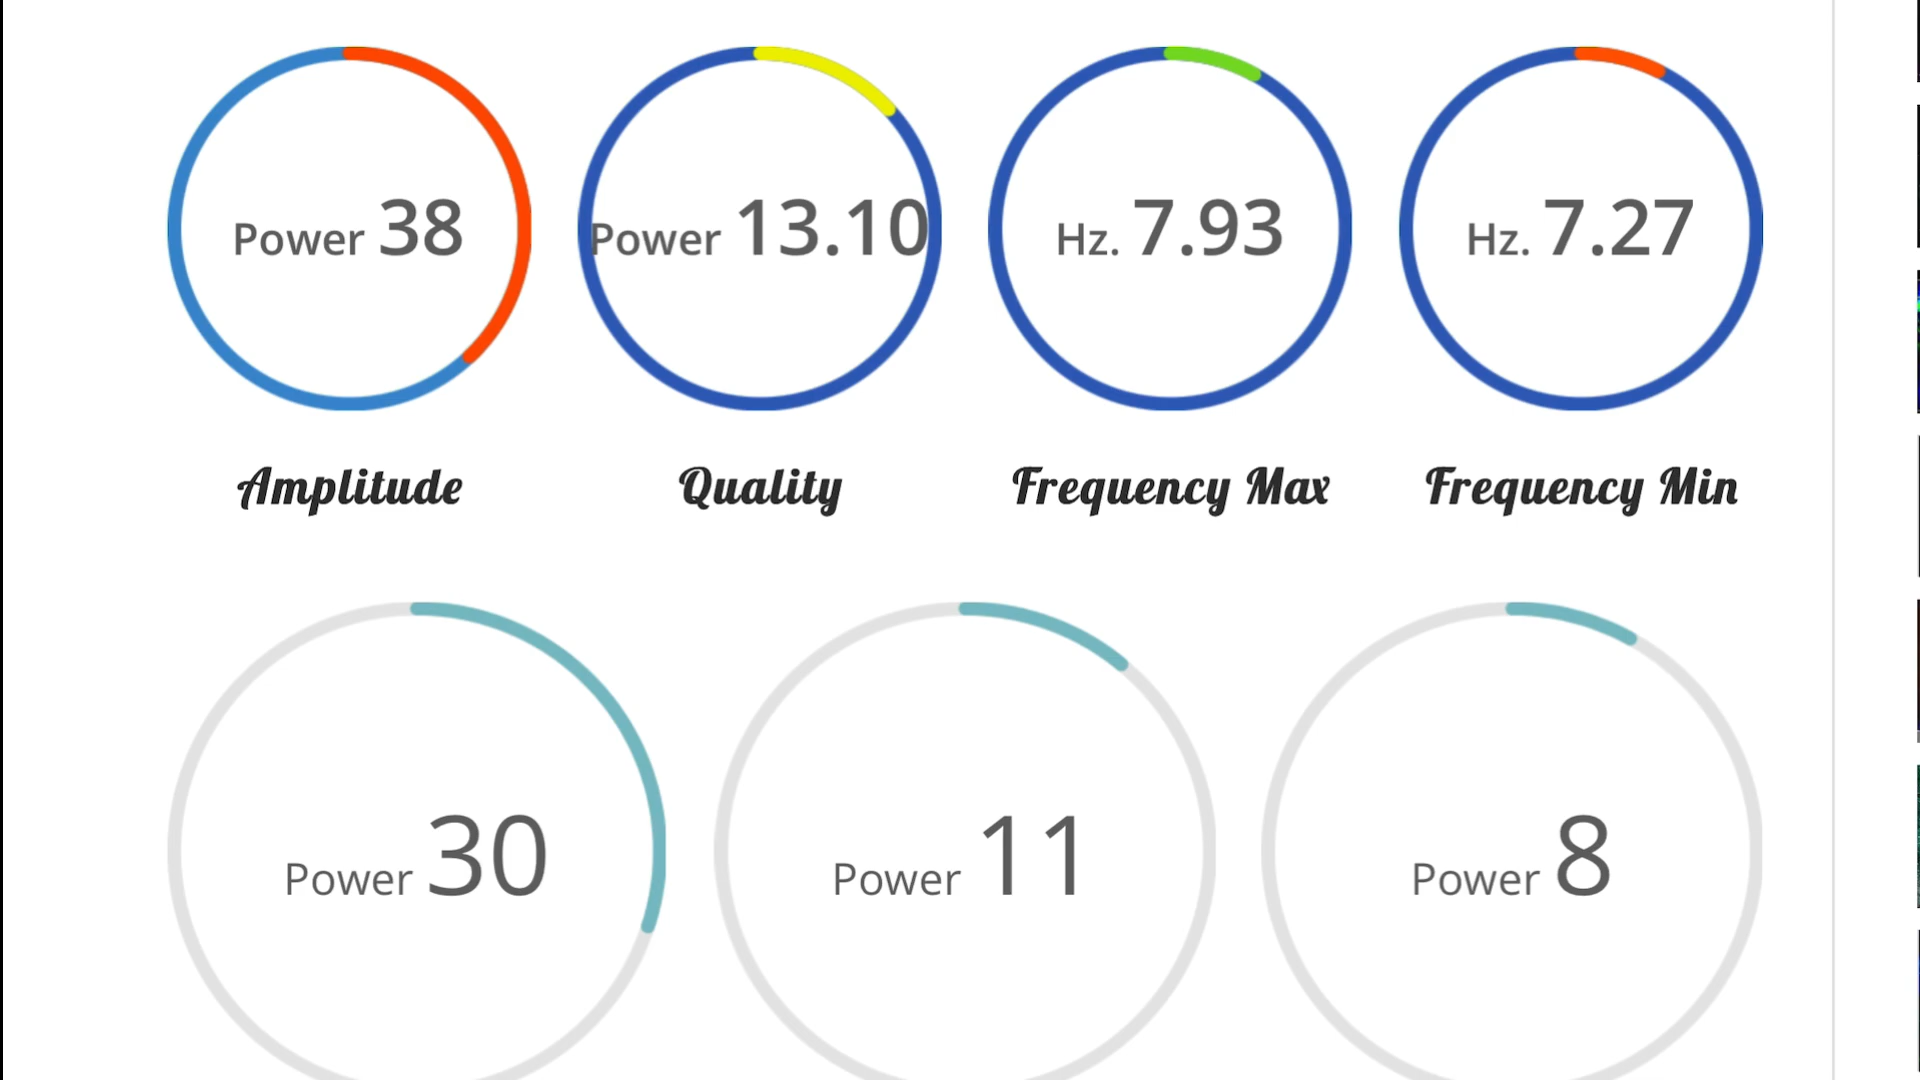 Power 38
Power 13.10
Hz. 7.93
Hz. 7.27
Amplitude
Quality
Frequency Max
Frequency Min
Power 30
Power 11
Power 8